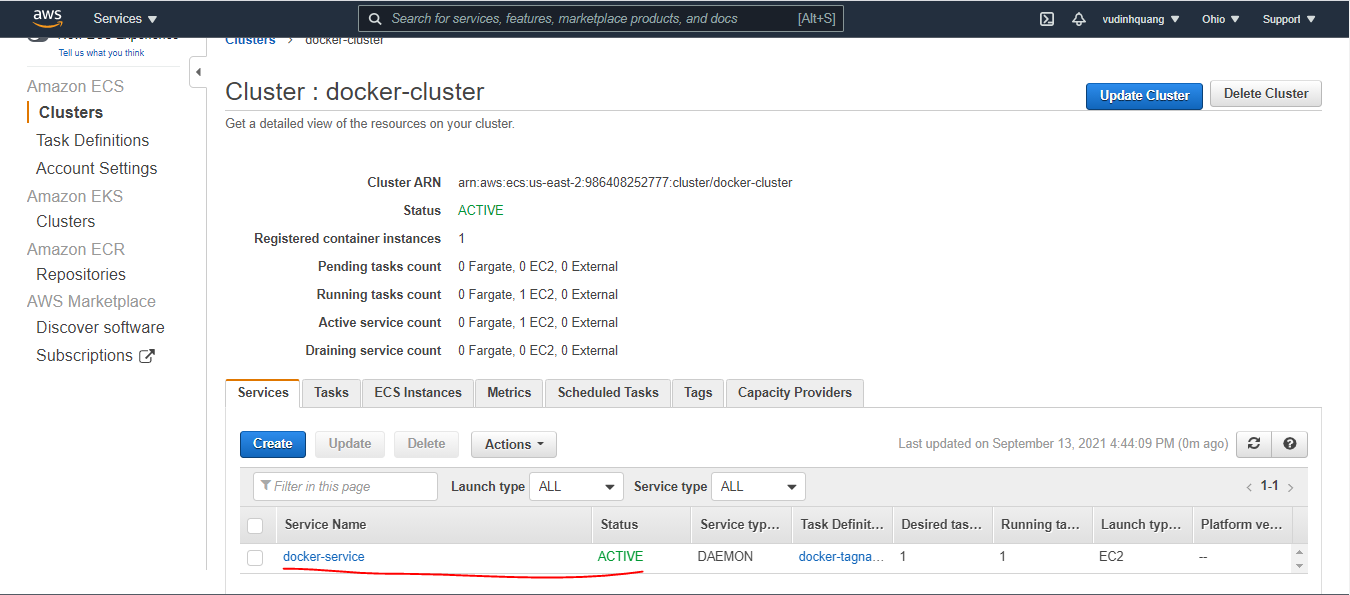 aws Services Search for services, features, marketplace products, and docs [Alt+S] vudinhquang Ohio Support
New ECS Experience
Tell us what you think
Amazon ECS
Clusters
Task Definitions
Account Settings
Amazon EKS
Clusters
Amazon ECR
Repositories
AWS Marketplace
Discover software
Subscriptions
Clusters > docker-cluster
Cluster : docker-cluster
Update Cluster Delete Cluster
Get a detailed view of the resources on your cluster.
Cluster ARN arn:aws:ecs:us-east-2:986408252777:cluster/docker-cluster
Status ACTIVE
Registered container instances 1
Pending tasks count 0 Fargate, 0 EC2, 0 External
Running tasks count 0 Fargate, 1 EC2, 0 External
Active service count 0 Fargate, 1 EC2, 0 External
Draining service count 0 Fargate, 0 EC2, 0 External
Services Tasks ECS Instances Metrics Scheduled Tasks Tags Capacity Providers
Create Update Delete Actions Last updated on September 13, 2021 4:44:09 PM (0m ago)
Filter in this page Launch type ALL Service type ALL < 1-1 >
Service Name Status Service typ... Task Definit... Desired tas... Running ta... Launch typ... Platform ve...
docker-service ACTIVE DAEMON docker-tagna... 1 1 EC2 --